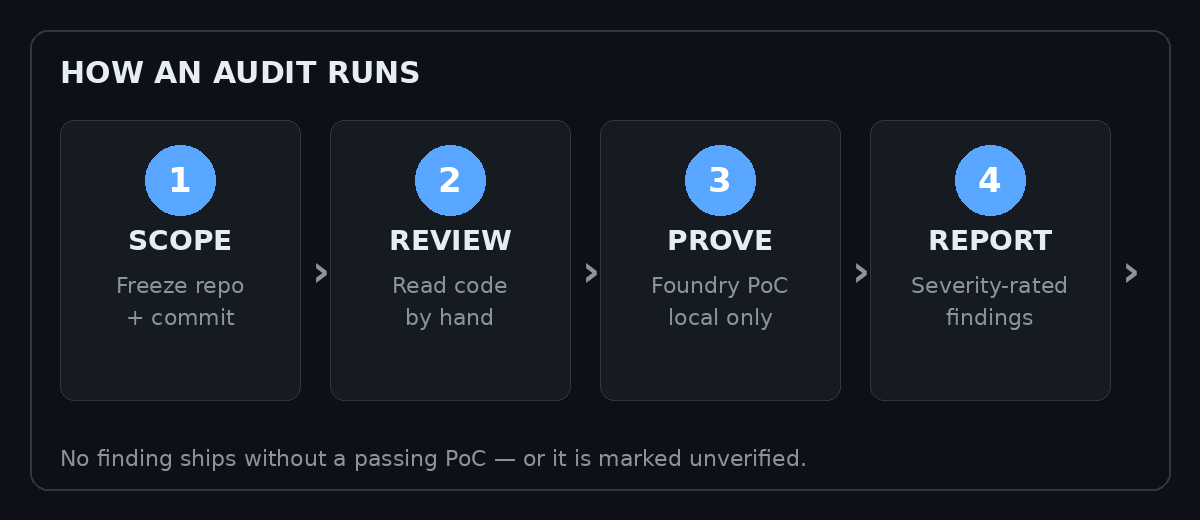 HOW AN AUDIT RUNS
1
SCOPE
Freeze repo
+ commit
›
2
REVIEW
Read code
by hand
›
3
PROVE
Foundry PoC
local only
›
4
REPORT
Severity-rated
findings
›
No finding ships without a passing PoC — or it is marked unverified.